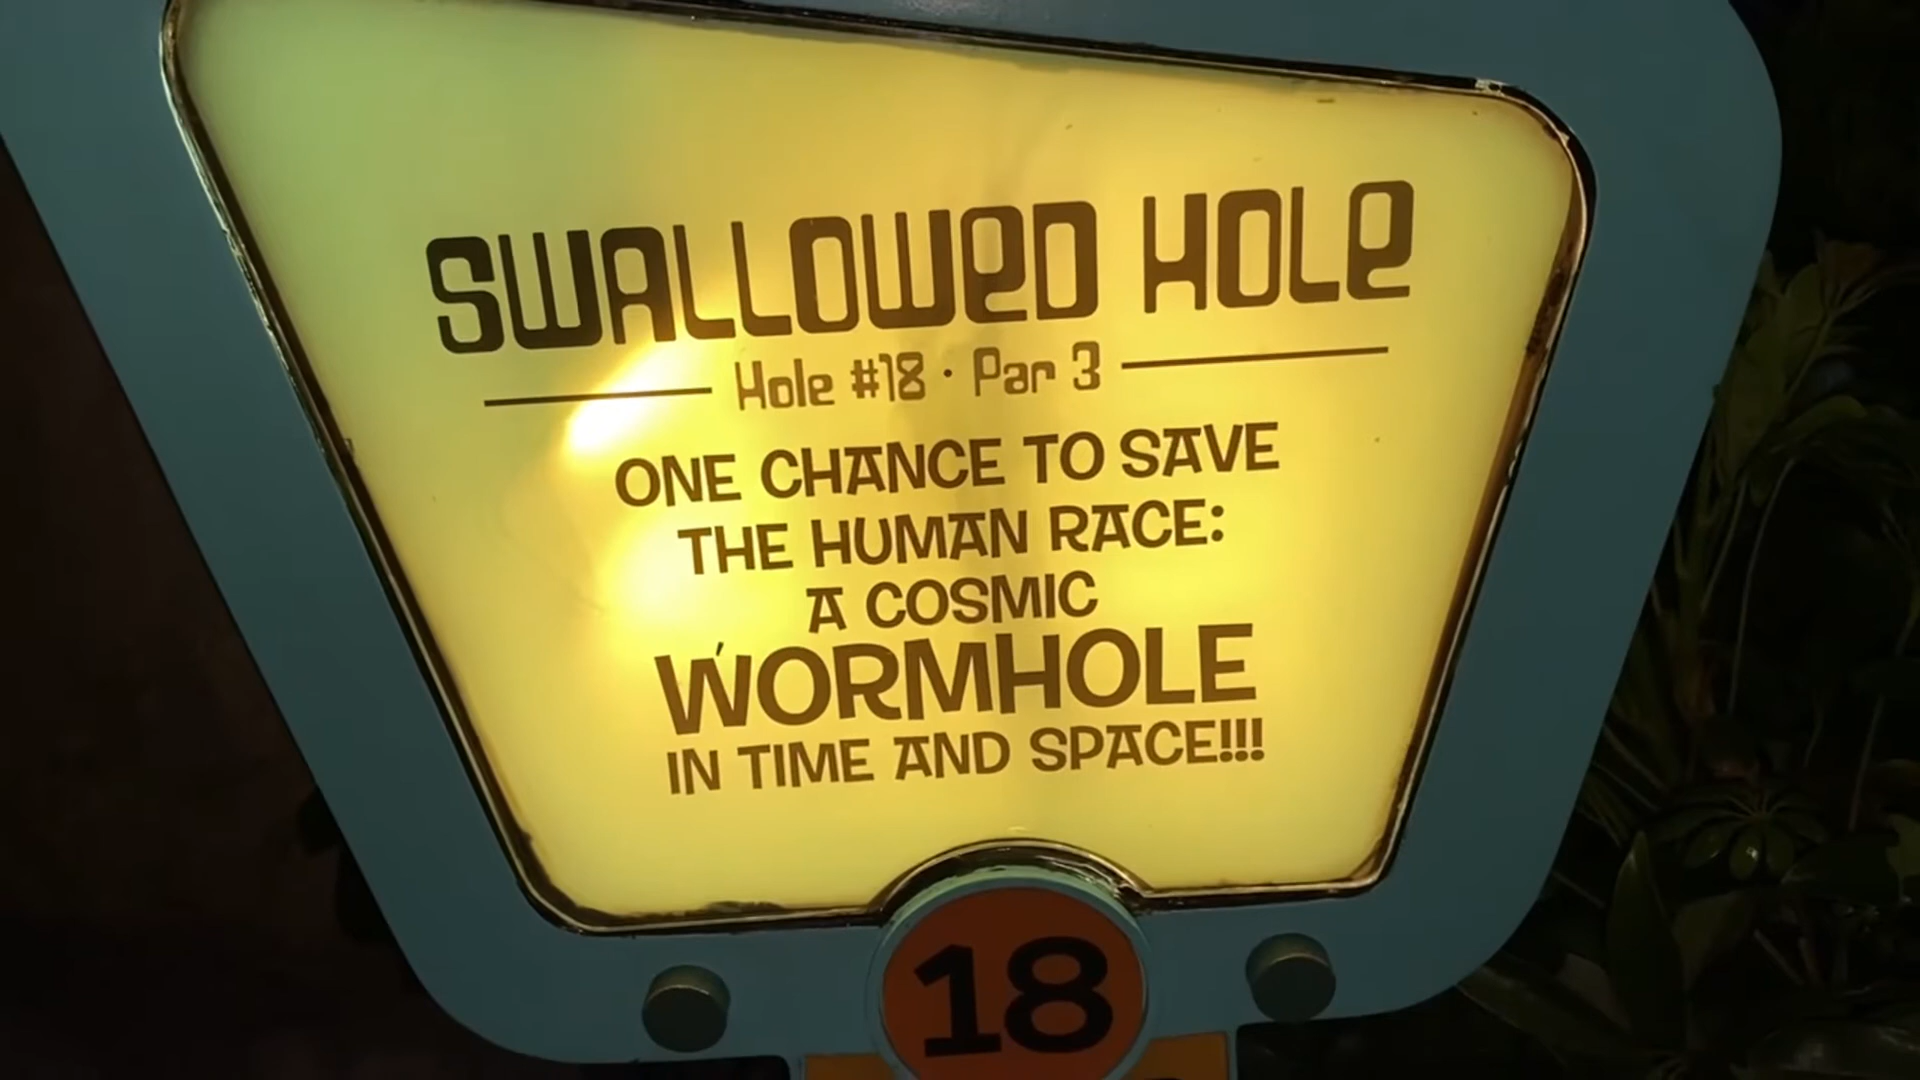 SWALLOWED HOLE
Hole #18 · Par 3
ONE CHANCE TO SAVE
THE HUMAN RACE:
A COSMIC
WORMHOLE
IN TIME AND SPACE!!!
18